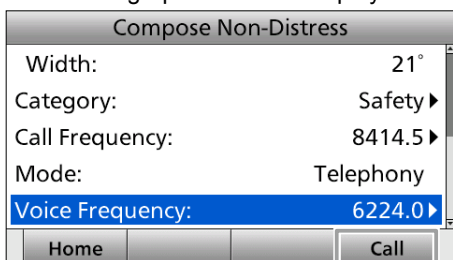 Compose Non-Distress
Width: 21°
Category: Safety
Call Frequency: 8414.5
Mode: Telephony
Voice Frequency: 6224.0
Home Call